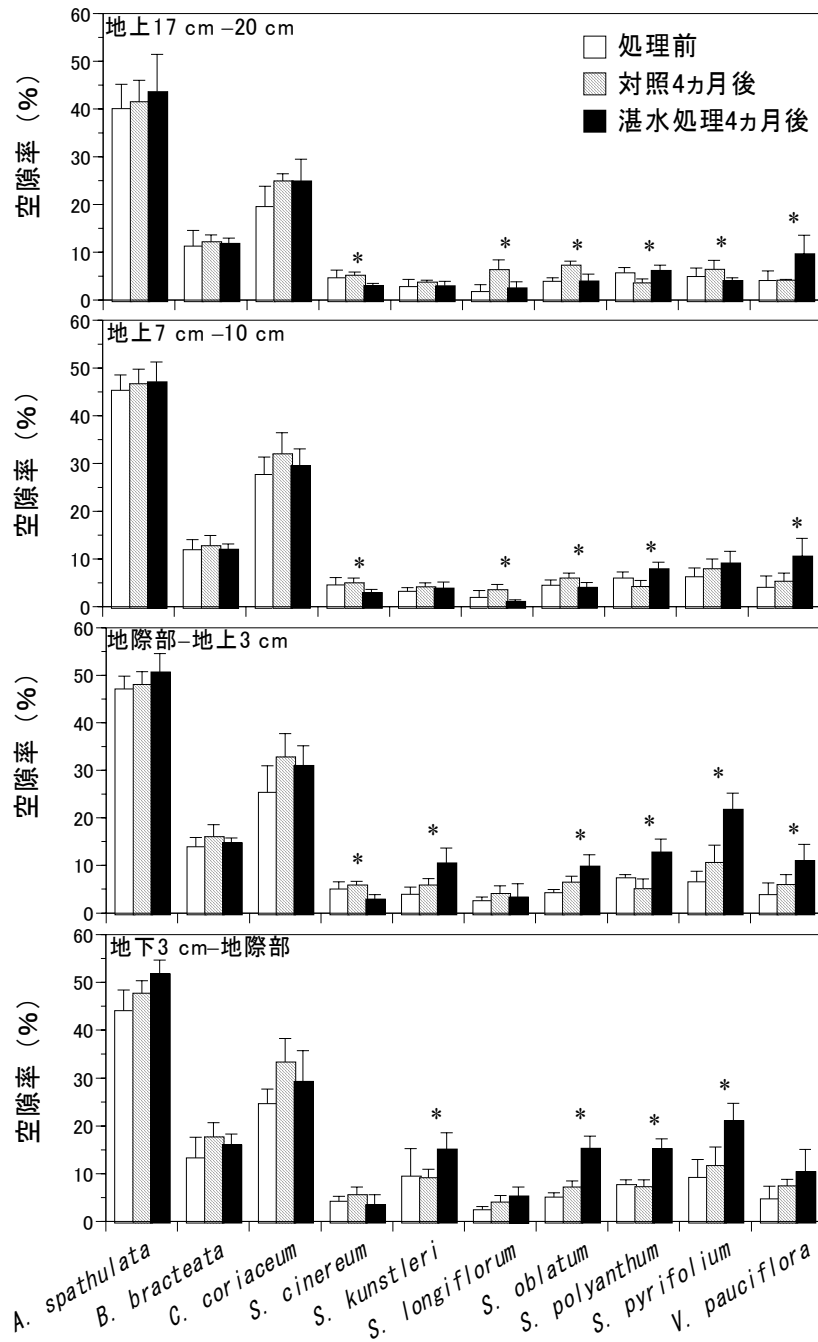 地上17 cm –20 cm
処理前
対照4ヵ月後
湛水処理4ヵ月後
空隙率 (%)
60
50
40
30
20
10
0
* * * * * *
地上7 cm –10 cm
空隙率 (%)
60
50
40
30
20
10
0
* * * * *
地際部–地上3 cm
空隙率 (%)
60
50
40
30
20
10
0
* * * * * *
地下3 cm–地際部
空隙率 (%)
60
50
40
30
20
10
0
* * * *
A. spathulata
B. bracteata
C. coriaceum
S. cinereum
S. kunstleri
S. longiflorum
S. oblatum
S. polyanthum
S. pyrifolium
V. pauciflora